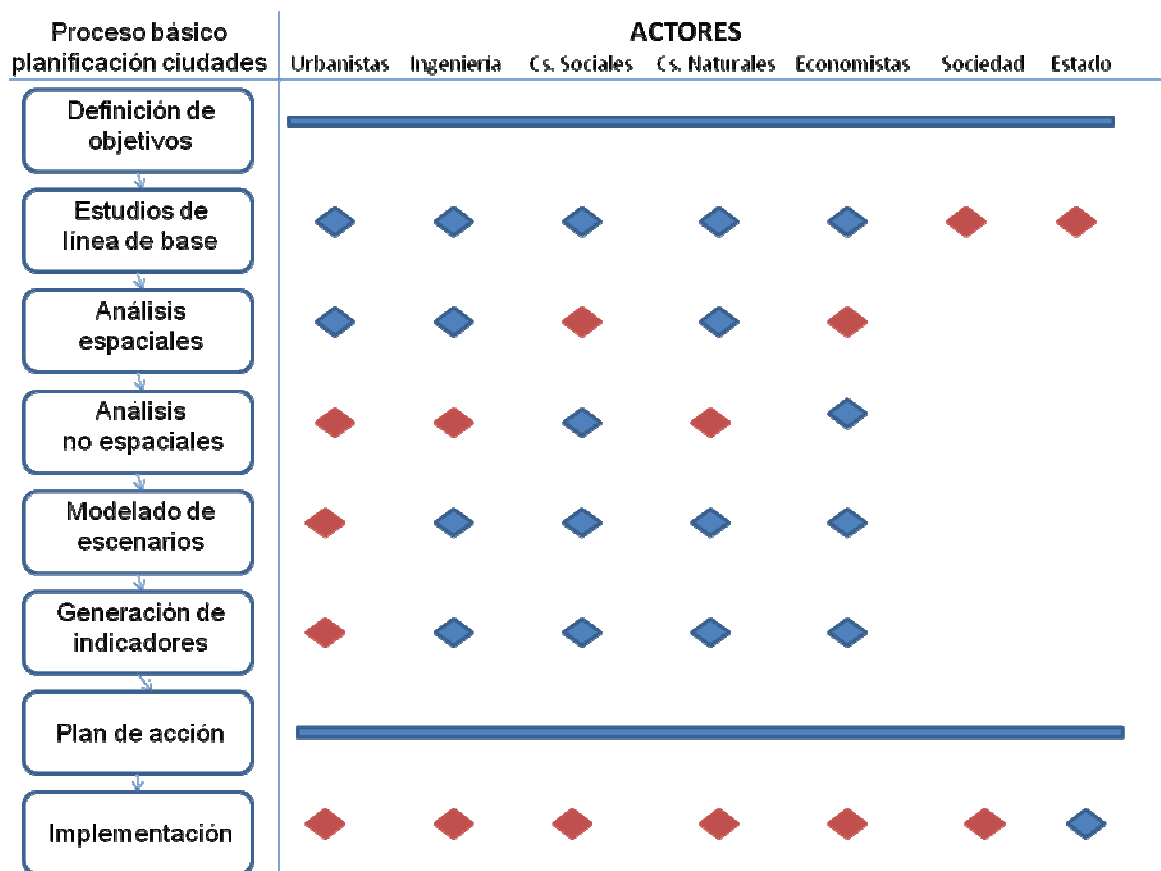 Proceso básico
planificación ciudades
ACTORES
Urbanistas Ingenieria Cs. Sociales Cs. Naturales Economistas Sociedad Estado
Definición de
objetivos
Estudios de
línea de base
Análisis
espaciales
Análisis
no espaciales
Modelado de
escenarios
Generación de
indicadores
Plan de acción
Implementación